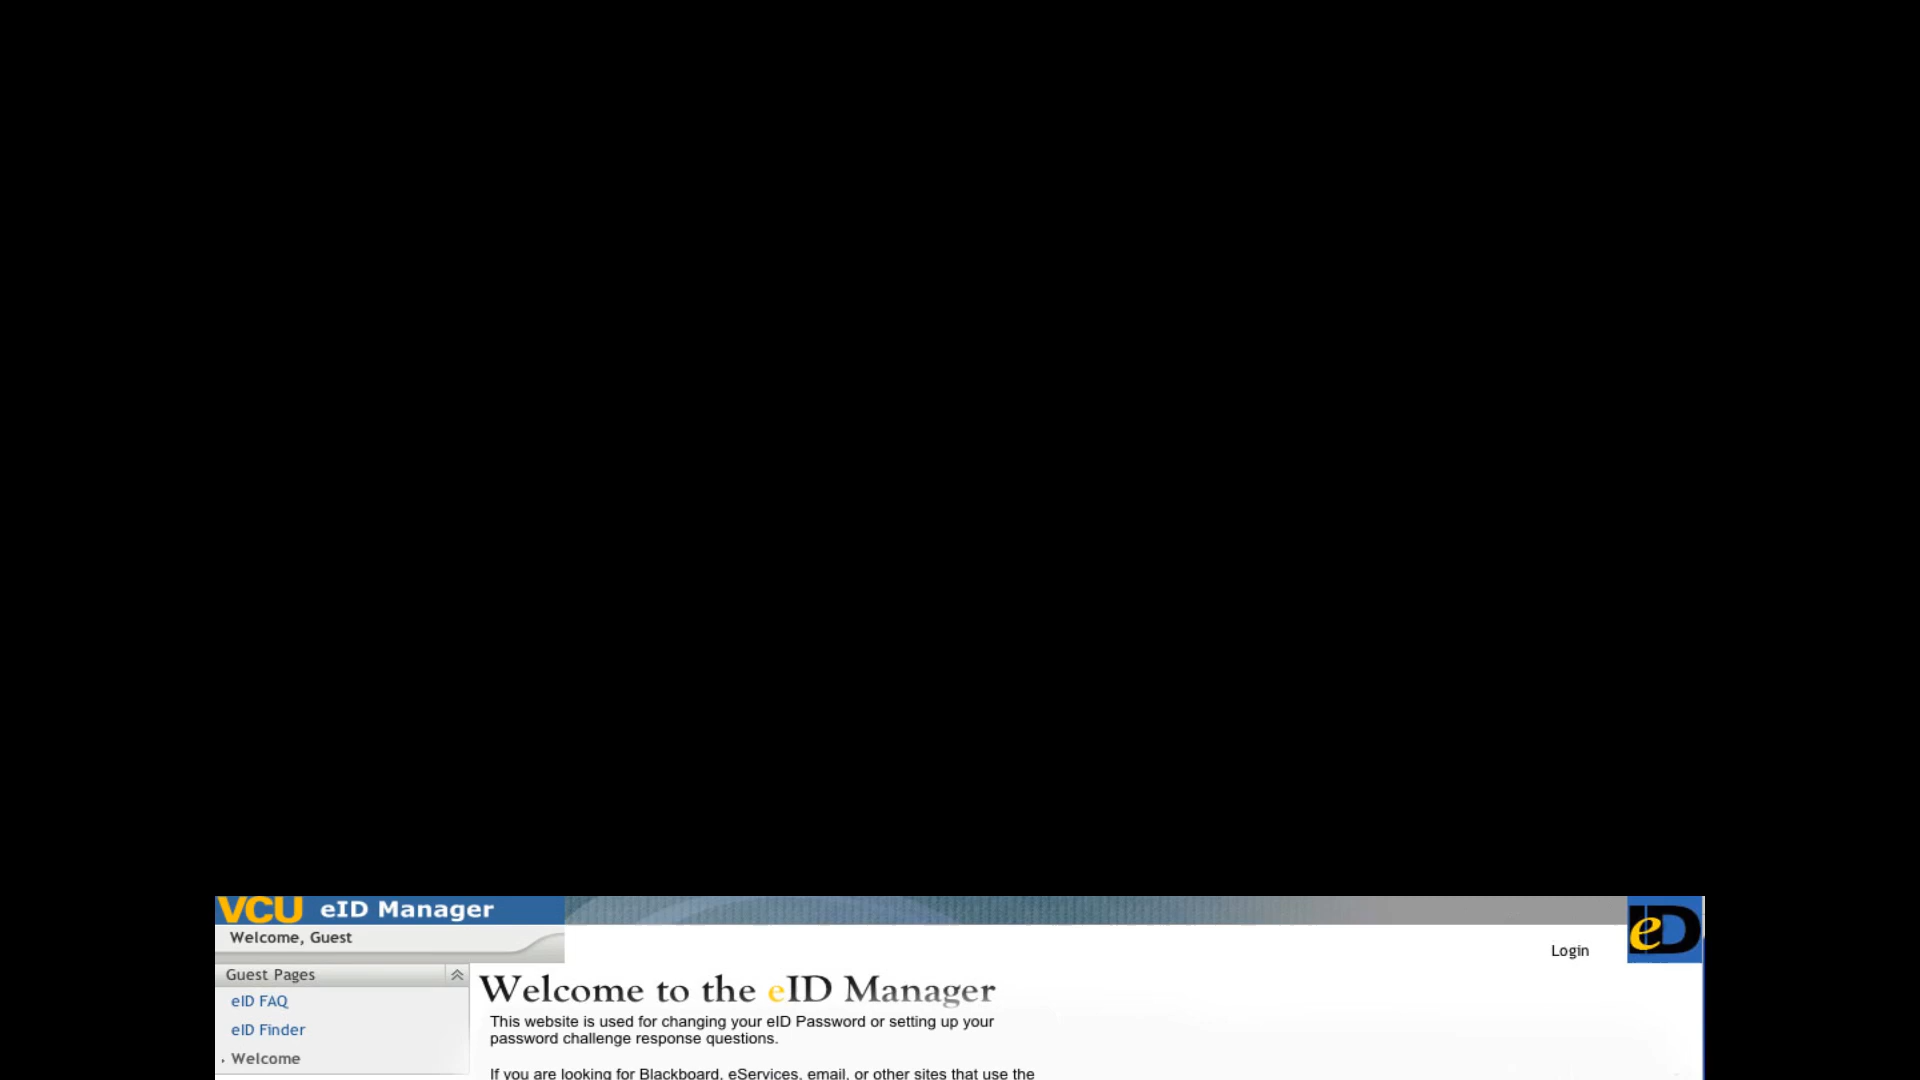 VCU eID Manager
Welcome, Guest
Login
eID
Guest Pages
eID FAQ
eID Finder
Welcome
Welcome to the eID Manager
This website is used for changing your eID Password or setting up your
password challenge response questions.
If you are looking for Blackboard, eServices, email, or other sites that use the